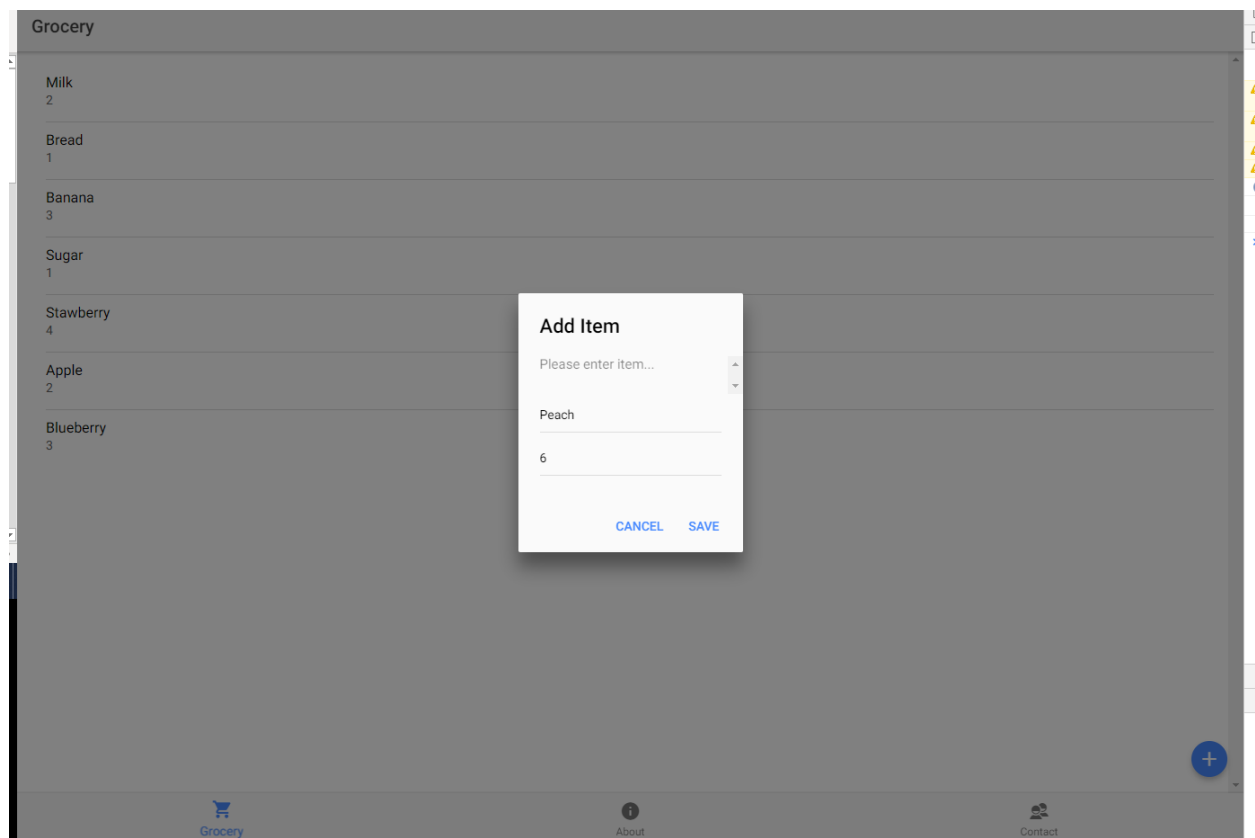 Grocery
Milk
2
Bread
1
Banana
3
Sugar
1
Stawberry
4
Apple
2
Blueberry
3
Add Item
Please enter item...
Peach
6
CANCEL SAVE
Grocery About Contact